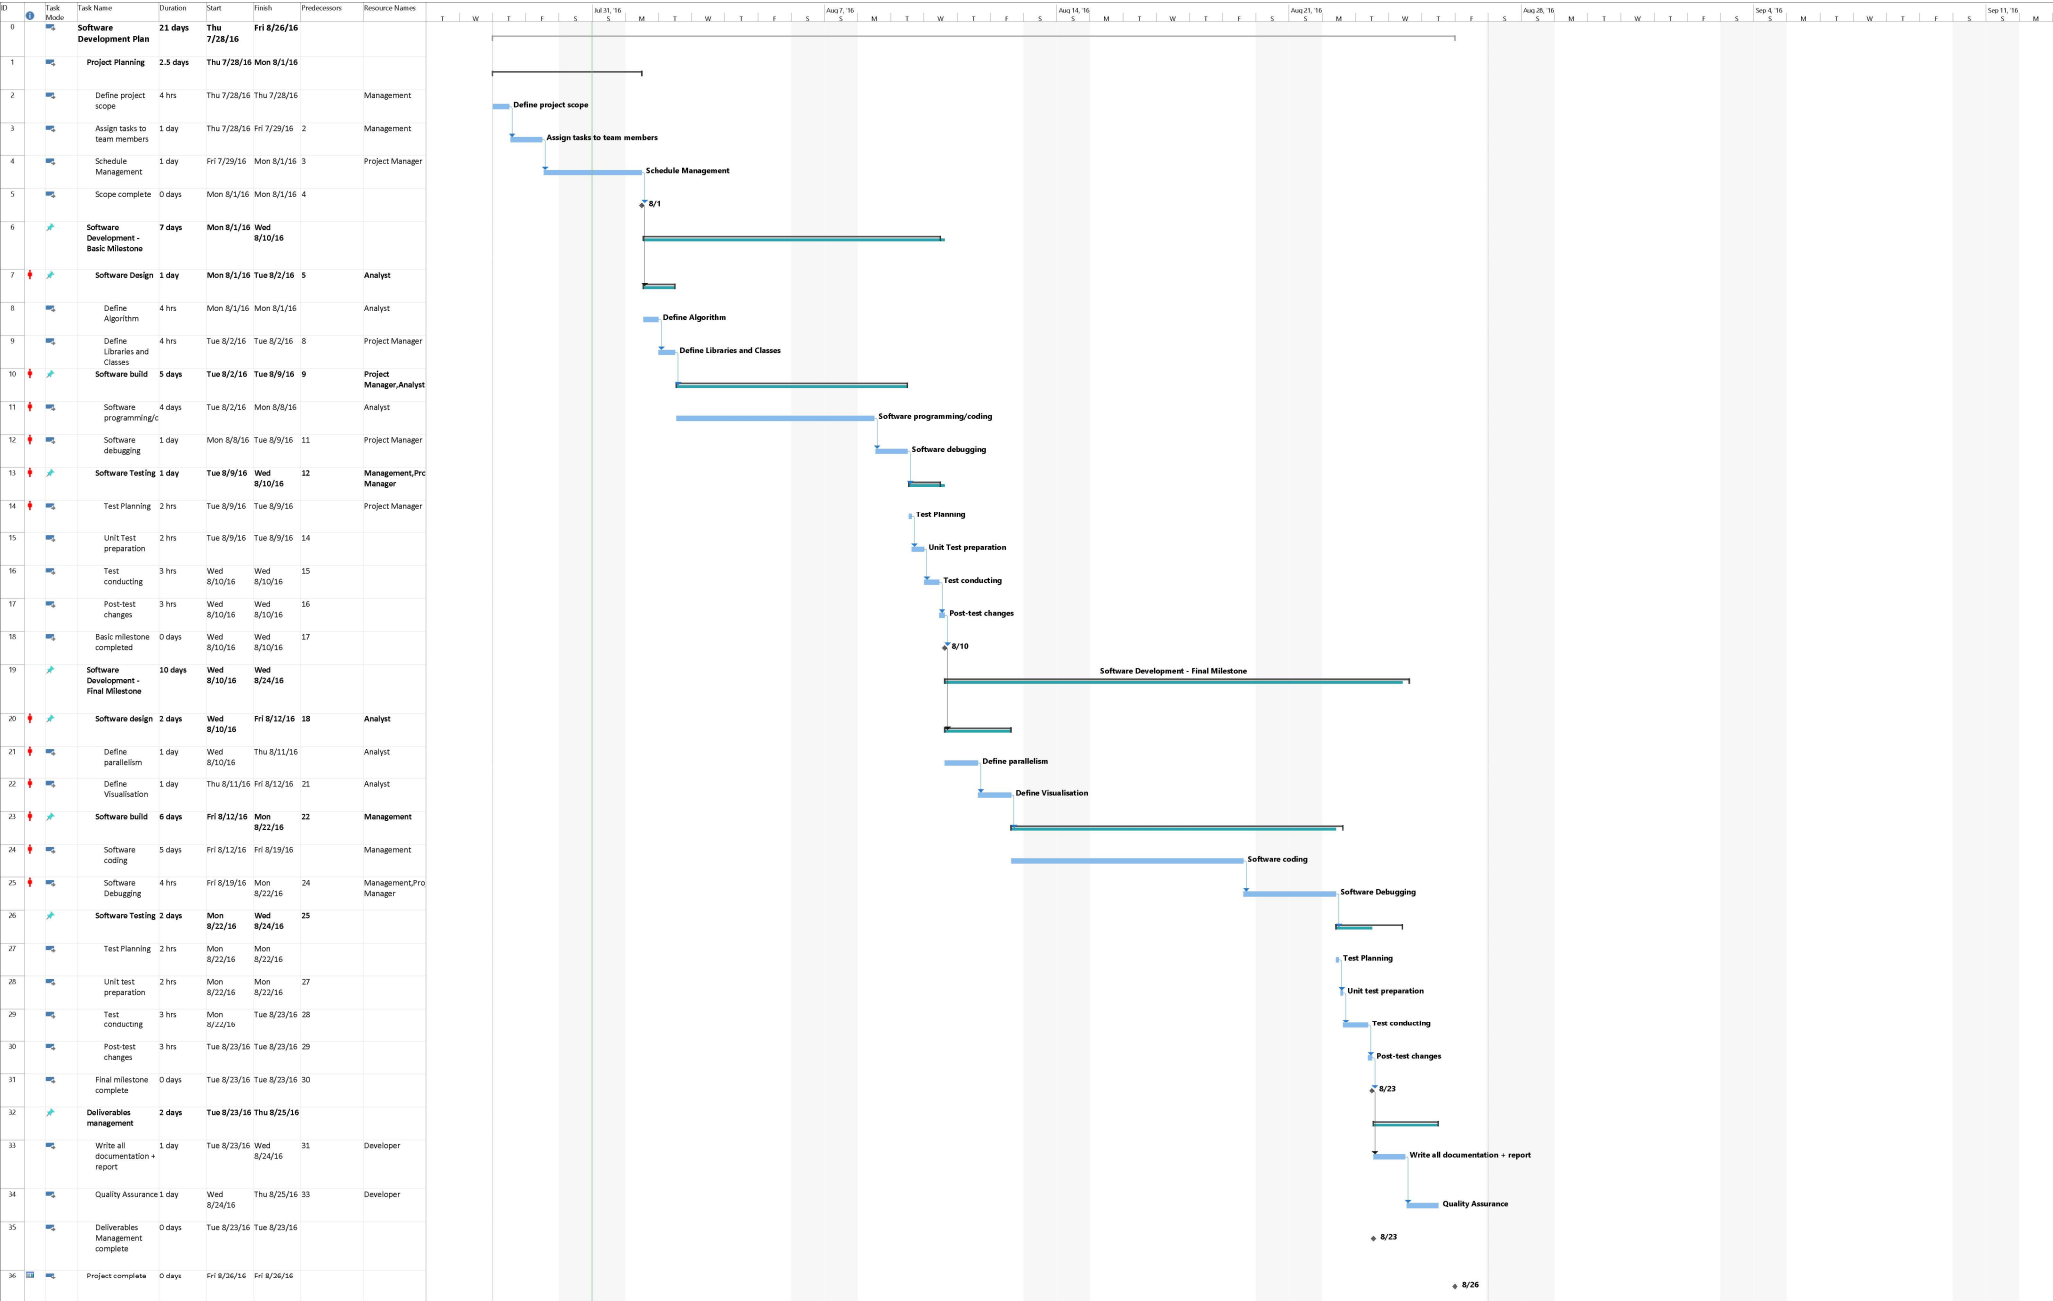 ID Task Mode Task Name Duration Start Finish Predecessors Resource Names
Jul 31, '16 Aug 7, '16 Aug 14, '16 Aug 21, '16 Aug 28, '16 Sep 4, '16 Sep 11, '16
T W T F S S M T W T F S S M T W T F S S M T W T F S S M T W T F S S M T W T F S S M T W T F S S M
0 Software Development Plan 21 days Thu 7/28/16 Fri 8/26/16
1 Project Planning 2.5 days Thu 7/28/16 Mon 8/1/16
2 Define project scope 4 hrs Thu 7/28/16 Thu 7/28/16 Management
Define project scope
3 Assign tasks to team members 1 day Thu 7/28/16 Fri 7/29/16 2 Management
Assign tasks to team members
4 Schedule Management 1 day Fri 7/29/16 Mon 8/1/16 3 Project Manager
Schedule Management
5 Scope complete 0 days Mon 8/1/16 Mon 8/1/16 4
8/1
6 Software Development - Basic Milestone 7 days Mon 8/1/16 Wed 8/10/16
7 Software Design 1 day Mon 8/1/16 Tue 8/2/16 5 Analyst
8 Define Algorithm 4 hrs Mon 8/1/16 Mon 8/1/16 Analyst
Define Algorithm
9 Define Libraries and Classes 4 hrs Tue 8/2/16 Tue 8/2/16 8 Project Manager
Define Libraries and Classes
10 Software build 5 days Tue 8/2/16 Tue 8/9/16 9 Project Manager,Analyst
11 Software programming/c 4 days Tue 8/2/16 Mon 8/8/16 Analyst
Software programming/coding
12 Software debugging 1 day Mon 8/8/16 Tue 8/9/16 11 Project Manager
Software debugging
13 Software Testing 1 day Tue 8/9/16 Wed 8/10/16 12 Management,Pro Manager
14 Test Planning 2 hrs Tue 8/9/16 Tue 8/9/16 Project Manager
Test Planning
15 Unit Test preparation 2 hrs Tue 8/9/16 Tue 8/9/16 14
Unit Test preparation
16 Test conducting 3 hrs Wed 8/10/16 Wed 8/10/16 15
Test conducting
17 Post-test changes 3 hrs Wed 8/10/16 Wed 8/10/16 16
Post-test changes
18 Basic milestone completed 0 days Wed 8/10/16 Wed 8/10/16 17
8/10
19 Software Development - Final Milestone 10 days Wed 8/10/16 Wed 8/24/16
Software Development - Final Milestone
20 Software design 2 days Wed 8/10/16 Fri 8/12/16 18 Analyst
21 Define parallelism 1 day Wed 8/10/16 Thu 8/11/16 Analyst
Define parallelism
22 Define Visualisation 1 day Thu 8/11/16 Fri 8/12/16 21 Analyst
Define Visualisation
23 Software build 6 days Fri 8/12/16 Mon 8/22/16 22 Management
24 Software coding 5 days Fri 8/12/16 Fri 8/19/16 Management
Software coding
25 Software Debugging 4 hrs Fri 8/19/16 Mon 8/22/16 24 Management,Pro Manager
Software Debugging
26 Software Testing 2 days Mon 8/22/16 Wed 8/24/16 25
27 Test Planning 2 hrs Mon 8/22/16 Mon 8/22/16
Test Planning
28 Unit test preparation 2 hrs Mon 8/22/16 Mon 8/22/16 27
Unit test preparation
29 Test conducting 3 hrs Mon 8/22/16 Tue 8/23/16 28
Test conducting
30 Post-test changes 3 hrs Tue 8/23/16 Tue 8/23/16 29
Post-test changes
31 Final milestone complete 0 days Tue 8/23/16 Tue 8/23/16 30
8/23
32 Deliverables management 2 days Tue 8/23/16 Thu 8/25/16
33 Write all documentation + report 1 day Tue 8/23/16 Wed 8/24/16 31 Developer
Write all documentation + report
34 Quality Assurance 1 day Wed 8/24/16 Thu 8/25/16 33 Developer
Quality Assurance
35 Deliverables Management complete 0 days Tue 8/23/16 Tue 8/23/16
8/23
36 Project complete 0 days Fri 8/26/16 Fri 8/26/16
8/26